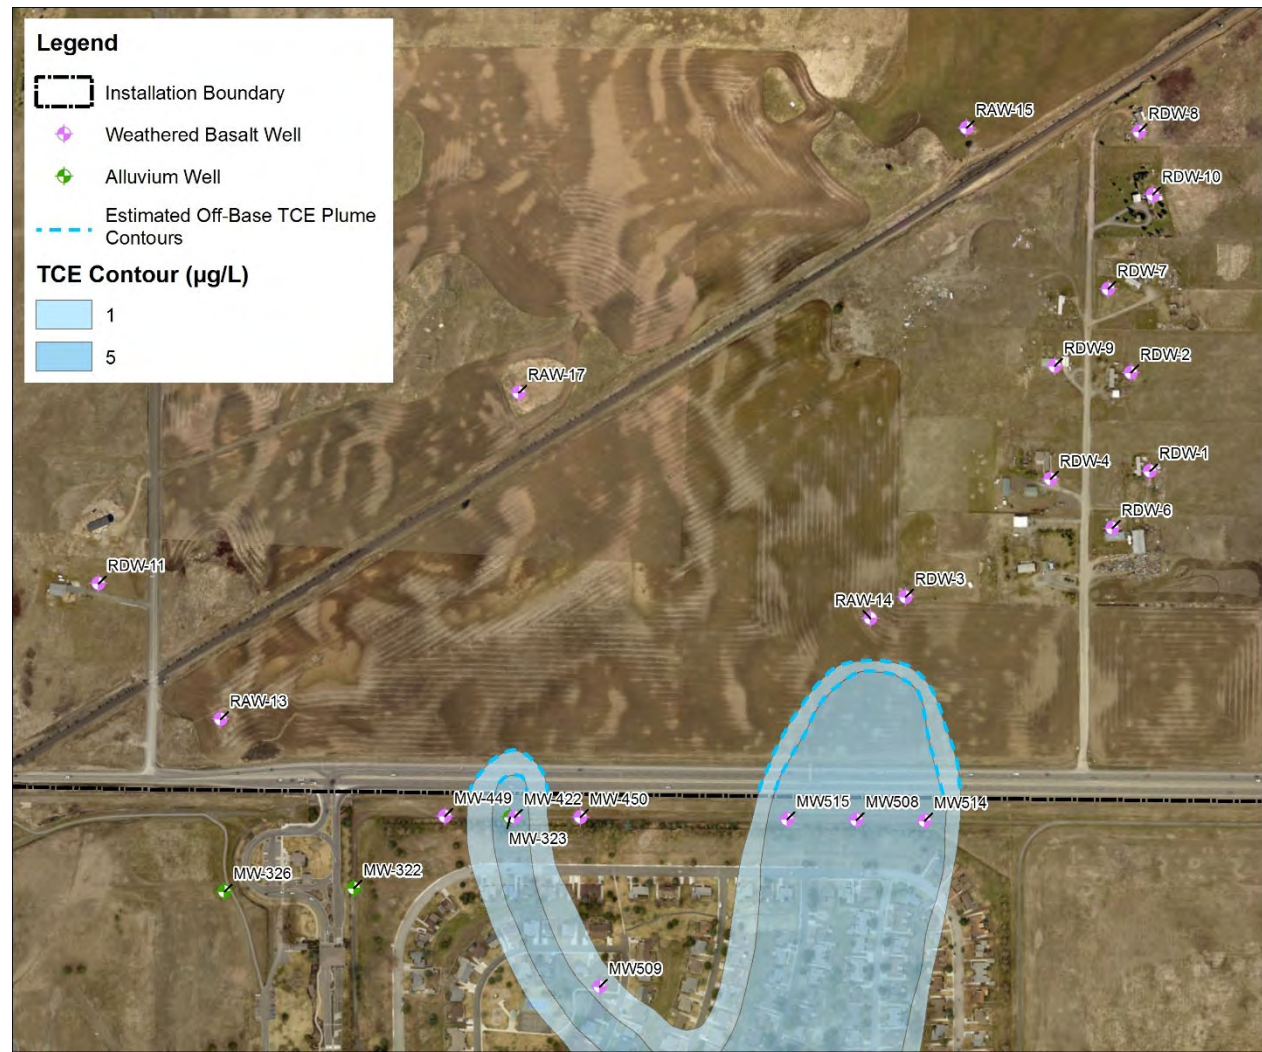 Legend
Installation Boundary
Weathered Basalt Well
Alluvium Well
Estimated Off-Base TCE Plume
Contours
TCE Contour (µg/L)
1
5
RAW-15
RDW-8
RDW-10
RDW-7
RDW-9
RDW-2
RAW-17
RDW-4
RDW-1
RDW-6
RDW-11
RDW-3
RAW-14
RAW-13
MW-449
MW-422
MW-450
MW-323
MW515
MW508
MW514
MW-326
MW-322
MW509